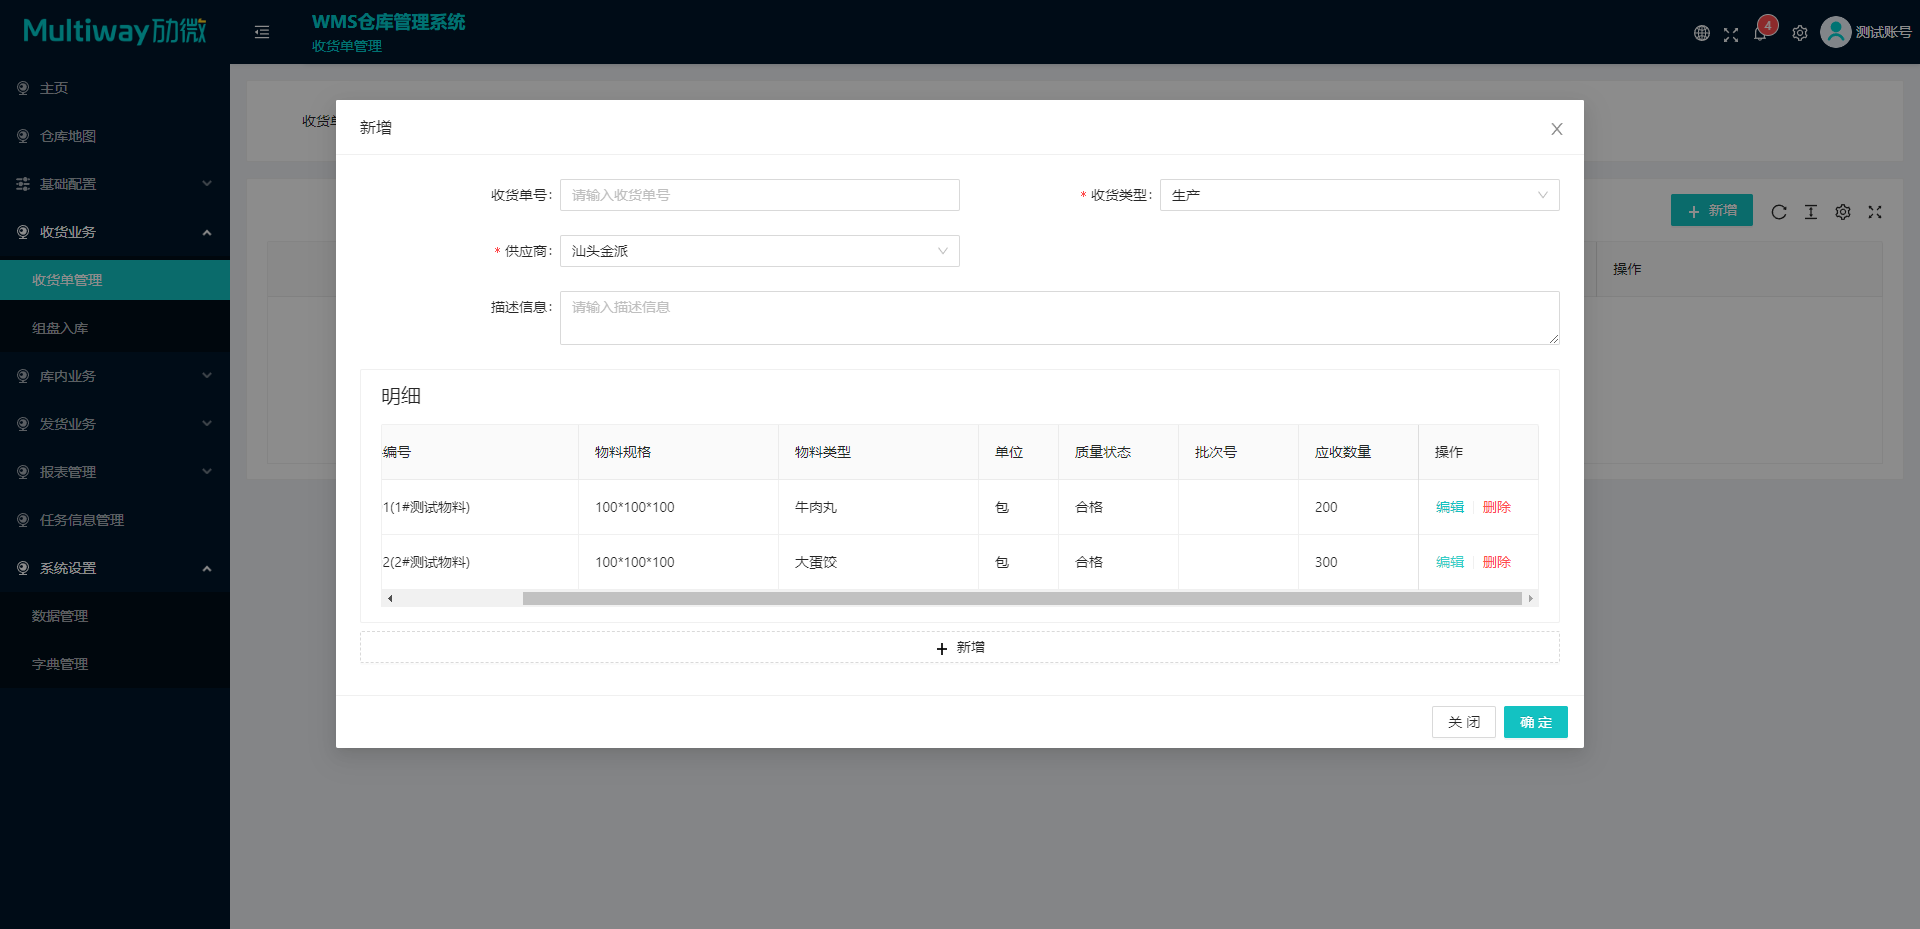 Multiway劢微
WMS仓库管理系统
收货单管理
4
测试账号
主页
仓库地图
基础配置
收货业务
收货单管理
组盘入库
库内业务
发货业务
报表管理
任务信息管理
系统设置
数据管理
字典管理
收货单
新增
操作
新增
收货单号: 请输入收货单号
* 收货类型: 生产
* 供应商: 汕头金派
描述信息: 请输入描述信息
明细
编号 物料规格 物料类型 单位 质量状态 批次号 应收数量 操作
1(1#测试物料) 100*100*100 牛肉丸 包 合格 200 编辑 删除
2(2#测试物料) 100*100*100 大蛋饺 包 合格 300 编辑 删除
+ 新增
关 闭 确 定